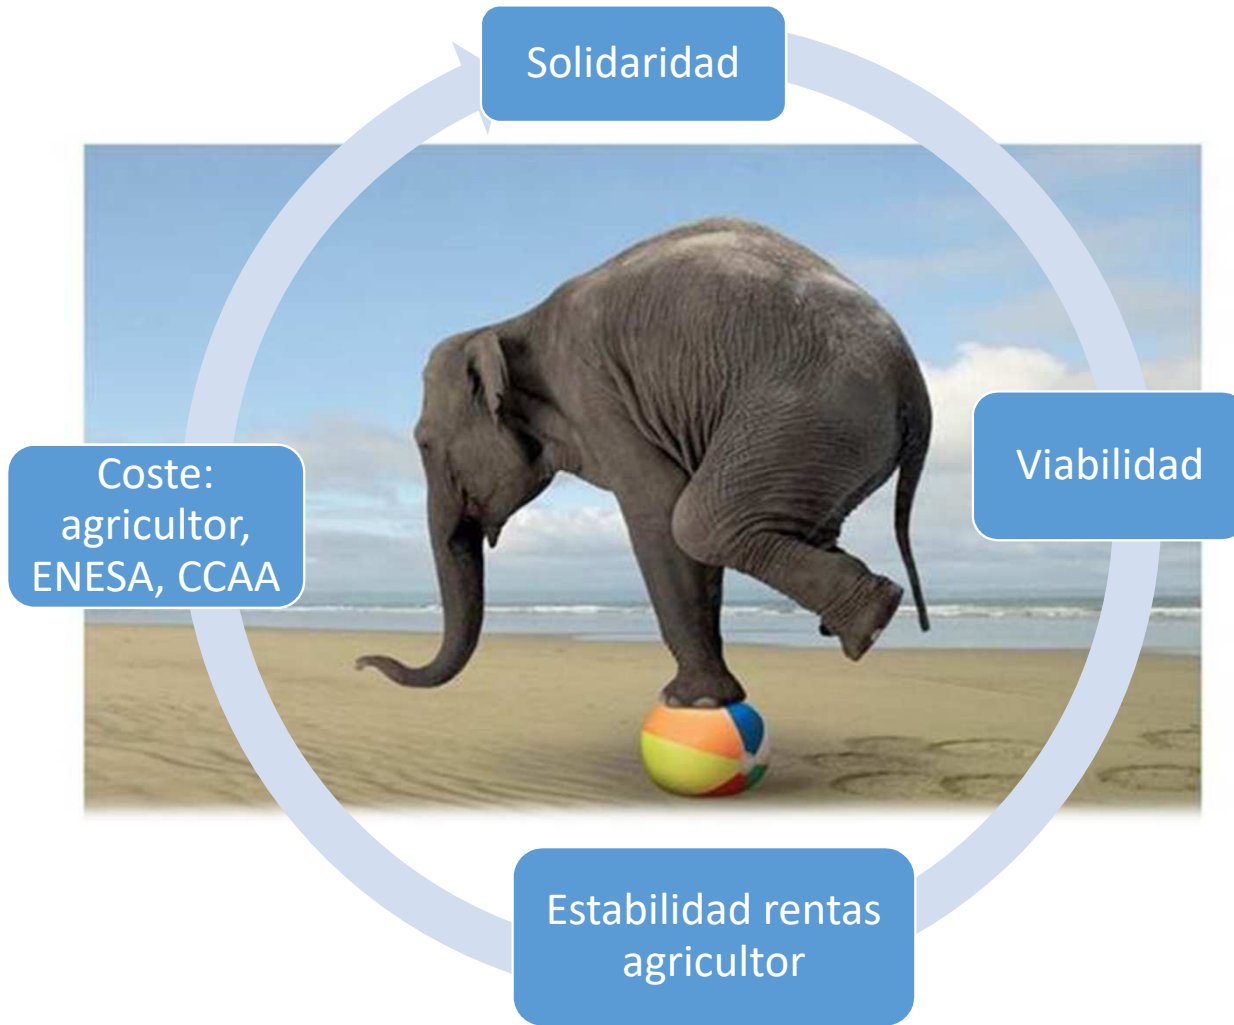 Solidaridad
Viabilidad
Estabilidad rentas
agricultor
Coste:
agricultor,
ENESA, CCAA